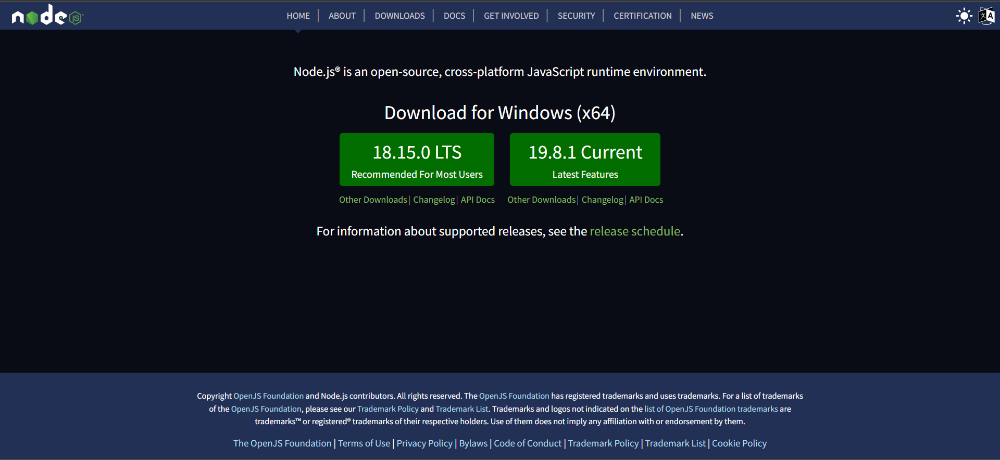 node JS
HOME | ABOUT | DOWNLOADS | DOCS | GET INVOLVED | SECURITY | CERTIFICATION | NEWS
Node.js® is an open-source, cross-platform JavaScript runtime environment.
Download for Windows (x64)
18.15.0 LTS
Recommended For Most Users
19.8.1 Current
Latest Features
Other Downloads | Changelog | API Docs
Other Downloads | Changelog | API Docs
For information about supported releases, see the release schedule.
Copyright OpenJS Foundation and Node.js contributors. All rights reserved. The OpenJS Foundation has registered trademarks and uses trademarks. For a list of trademarks
of the OpenJS Foundation, please see our Trademark Policy and Trademark List. Trademarks and logos not indicated on the list of OpenJS Foundation trademarks are
trademarks™ or registered® trademarks of their respective holders. Use of them does not imply any affiliation with or endorsement by them.
The OpenJS Foundation | Terms of Use | Privacy Policy | Bylaws | Code of Conduct | Trademark Policy | Trademark List | Cookie Policy